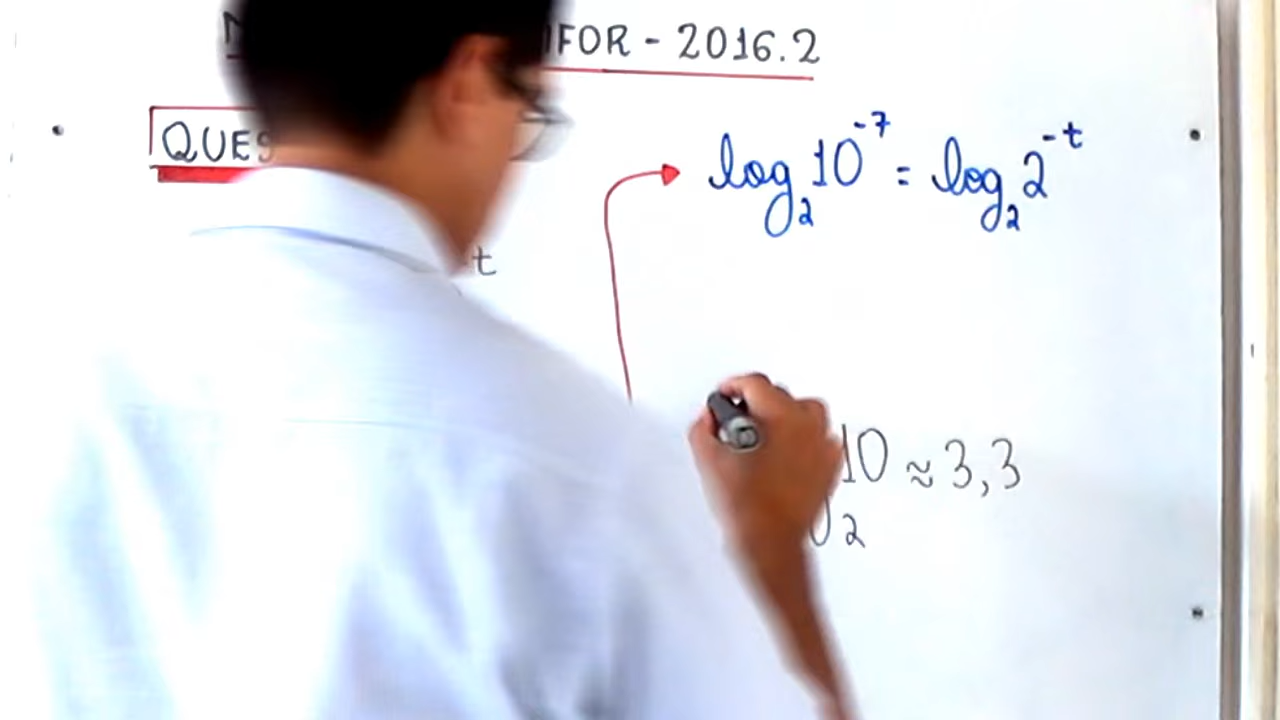 IFOR - 2016.2
QUES
log₂10⁻⁷ = log₂2⁻ᵗ
t
10 ≈ 3,3
2